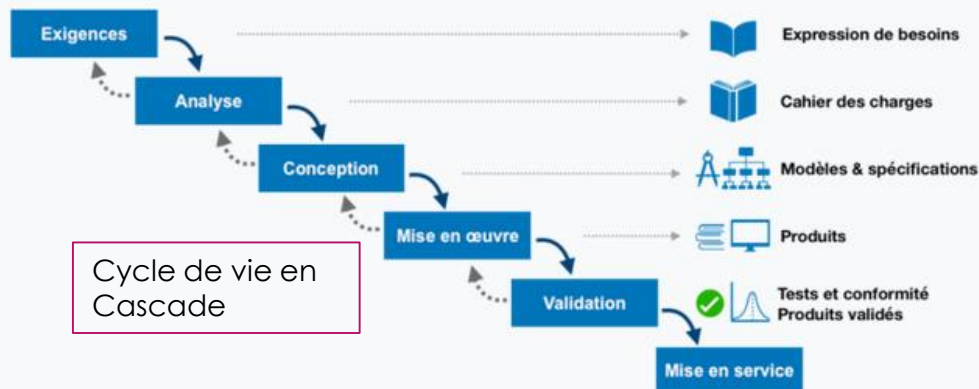 Exigences
Expression de besoins
Analyse
Cahier des charges
Conception
Modèles & spécifications
Mise en œuvre
Produits
Cycle de vie en
Cascade
Validation
Tests et conformité
Produits validés
Mise en service